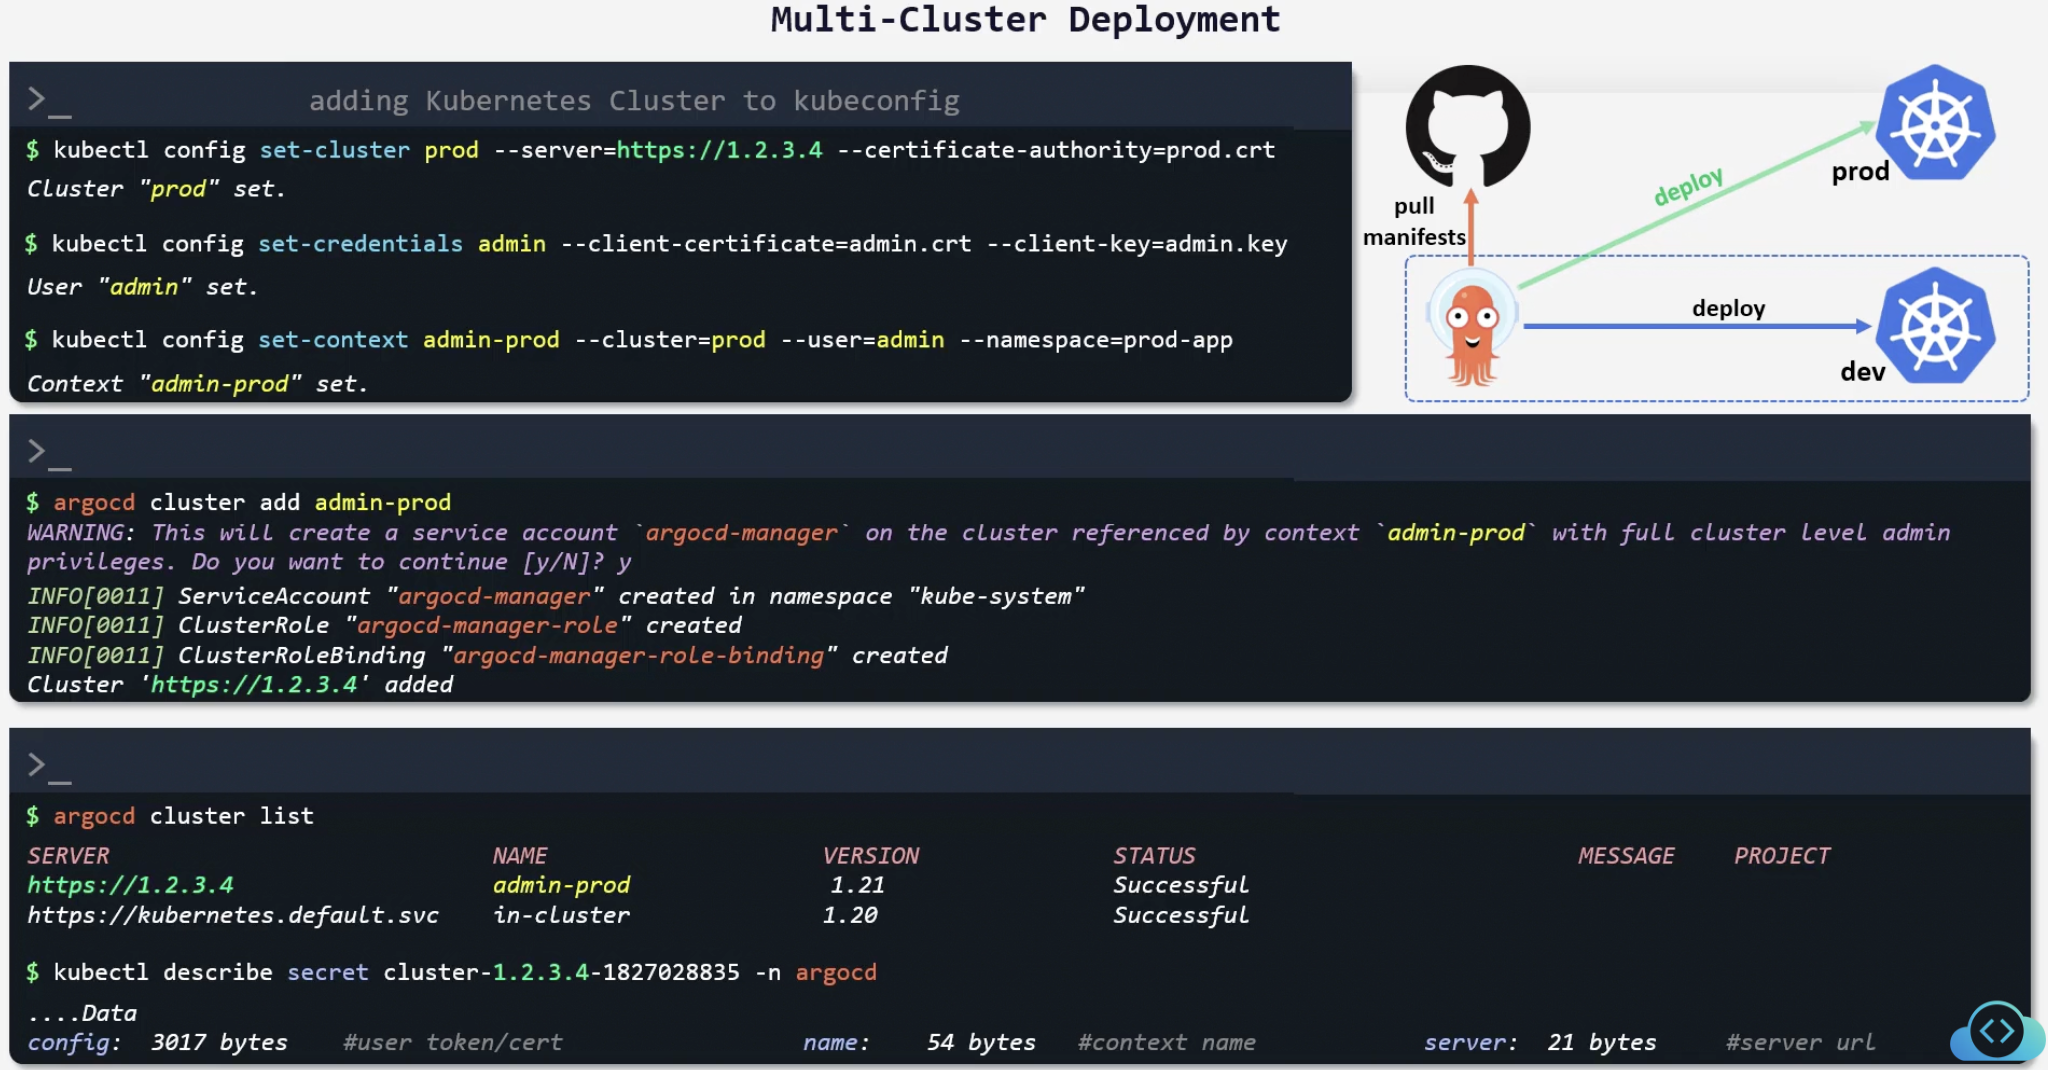 Multi-Cluster Deployment
>_ adding Kubernetes Cluster to kubeconfig
$ kubectl config set-cluster prod --server=https://1.2.3.4 --certificate-authority=prod.crt
Cluster "prod" set.
$ kubectl config set-credentials admin --client-certificate=admin.crt --client-key=admin.key
User "admin" set.
$ kubectl config set-context admin-prod --cluster=prod --user=admin --namespace=prod-app
Context "admin-prod" set.
prod
deploy
pull
manifests
deploy
dev
>_
$ argocd cluster add admin-prod
WARNING: This will create a service account `argocd-manager` on the cluster referenced by context `admin-prod` with full cluster level admin
privileges. Do you want to continue [y/N]? y
INFO[0011] ServiceAccount "argocd-manager" created in namespace "kube-system"
INFO[0011] ClusterRole "argocd-manager-role" created
INFO[0011] ClusterRoleBinding "argocd-manager-role-binding" created
Cluster 'https://1.2.3.4' added
>_
$ argocd cluster list
SERVER NAME VERSION STATUS MESSAGE PROJECT
https://1.2.3.4 admin-prod 1.21 Successful
https://kubernetes.default.svc in-cluster 1.20 Successful
$ kubectl describe secret cluster-1.2.3.4-1827028835 -n argocd
....Data
config: 3017 bytes #user token/cert name: 54 bytes #context name server: 21 bytes #server url